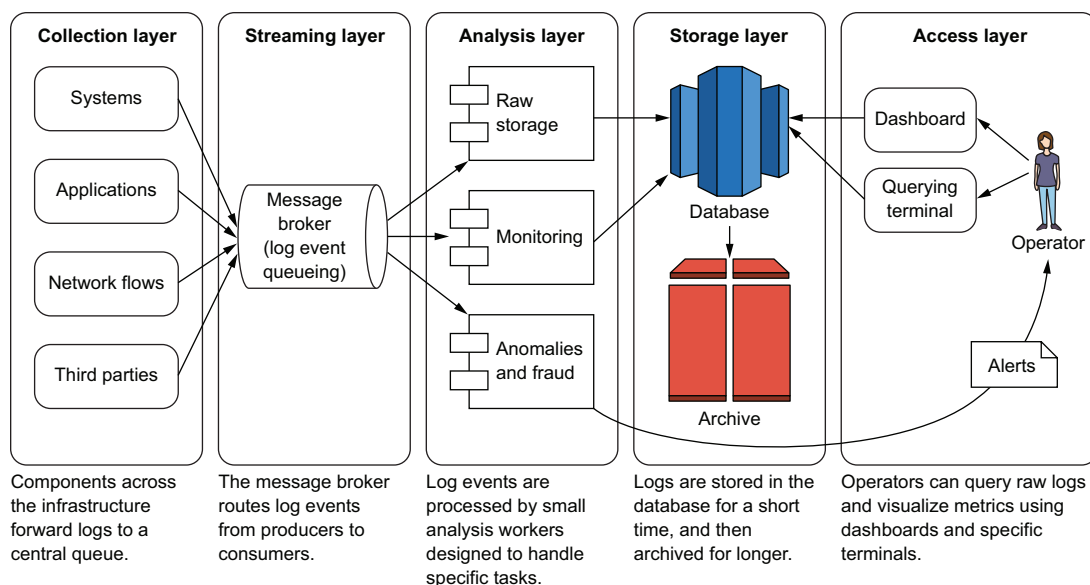 Collection layer
Systems
Applications
Network flows
Third parties
Components across
the infrastructure
forward logs to a
central queue.
Streaming layer
Message
broker
(log event
queueing)
The message broker
routes log events
from producers to
consumers.
Analysis layer
Raw
storage
Monitoring
Anomalies
and fraud
Log events are
processed by small
analysis workers
designed to handle
specific tasks.
Storage layer
Database
Archive
Logs are stored in the
database for a short
time, and then
archived for longer.
Access layer
Dashboard
Querying
terminal
Operator
Alerts
Operators can query raw logs
and visualize metrics using
dashboards and specific
terminals.